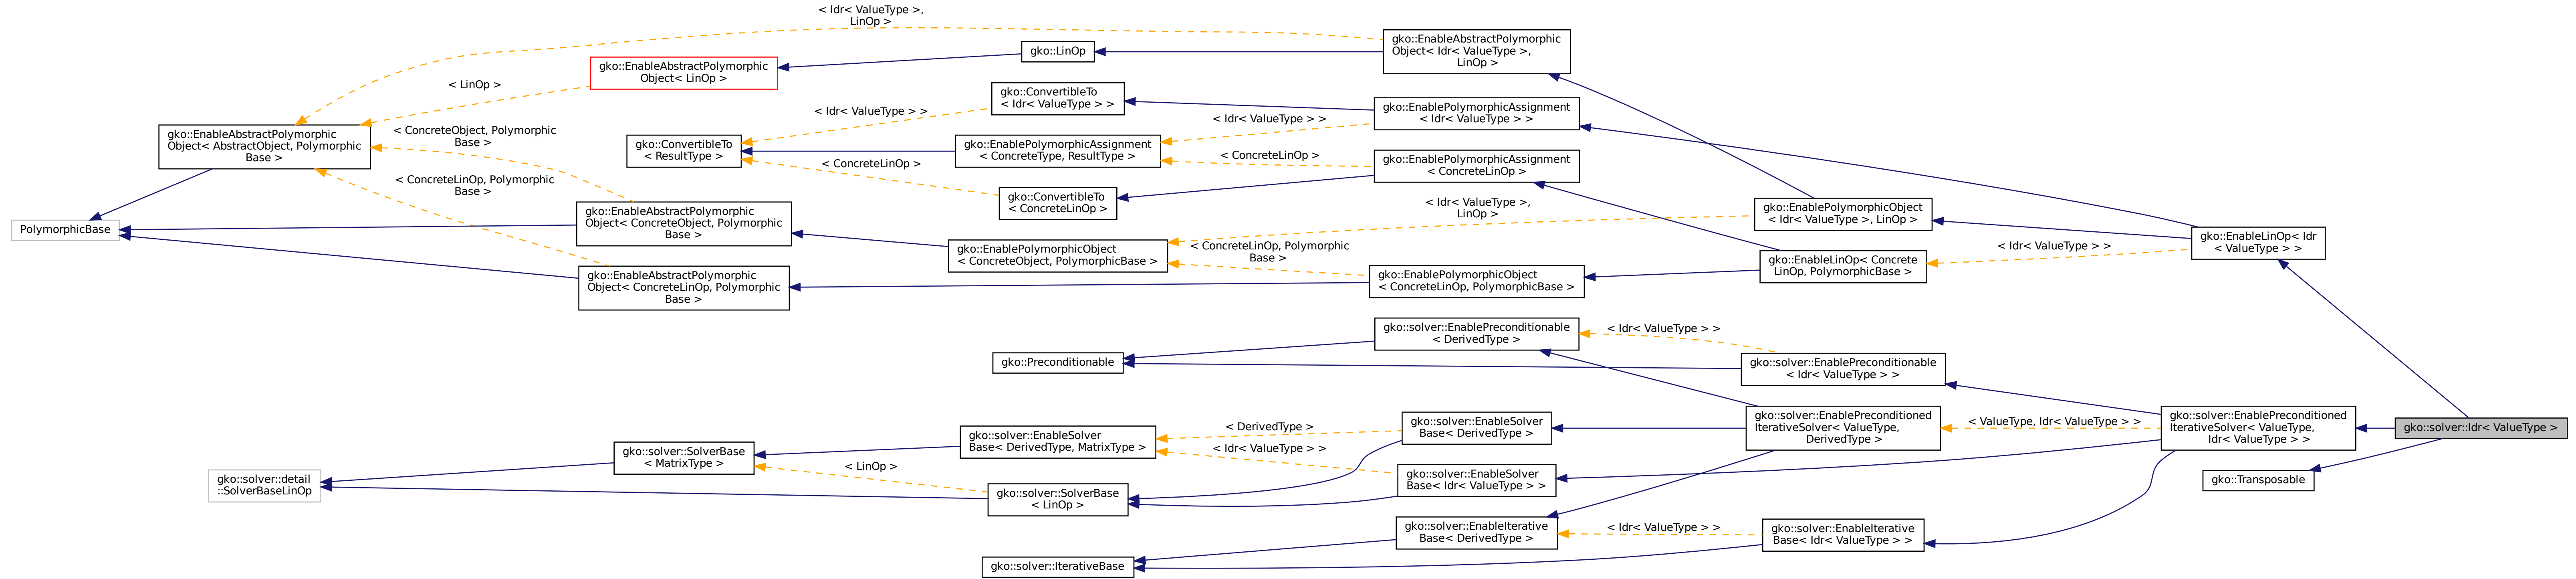 < Idr< ValueType >,
LinOp >
gko::EnableAbstractPolymorphic
Object< Idr< ValueType >,
LinOp >
gko::LinOp
gko::EnableAbstractPolymorphic
Object< LinOp >
< LinOp >
gko::ConvertibleTo
< Idr< ValueType > >
gko::EnablePolymorphicAssignment
< Idr< ValueType > >
< Idr< ValueType > >
< Idr< ValueType > >
gko::EnableAbstractPolymorphic
Object< AbstractObject, Polymorphic
Base >
< ConcreteObject, Polymorphic
Base >
gko::ConvertibleTo
< ResultType >
gko::EnablePolymorphicAssignment
< ConcreteType, ResultType >
< ConcreteLinOp >
< ConcreteLinOp >
gko::EnablePolymorphicAssignment
< ConcreteLinOp >
< ConcreteLinOp, Polymorphic
Base >
gko::ConvertibleTo
< ConcreteLinOp >
PolymorphicBase
gko::EnableAbstractPolymorphic
Object< ConcreteObject, Polymorphic
Base >
< Idr< ValueType >,
LinOp >
gko::EnablePolymorphicObject
< Idr< ValueType >, LinOp >
gko::EnableLinOp< Idr
< ValueType > >
gko::EnablePolymorphicObject
< ConcreteObject, PolymorphicBase >
< ConcreteLinOp, Polymorphic
Base >
< Idr< ValueType > >
gko::EnableLinOp< Concrete
LinOp, PolymorphicBase >
gko::EnableAbstractPolymorphic
Object< ConcreteLinOp, Polymorphic
Base >
gko::EnablePolymorphicObject
< ConcreteLinOp, PolymorphicBase >
gko::solver::EnablePreconditionable
< DerivedType >
< Idr< ValueType > >
gko::Preconditionable
gko::solver::EnablePreconditionable
< Idr< ValueType > >
gko::solver::EnableSolver
Base< DerivedType >
gko::solver::EnablePreconditioned
IterativeSolver< ValueType,
DerivedType >
< ValueType, Idr< ValueType > >
gko::solver::EnablePreconditioned
IterativeSolver< ValueType,
Idr< ValueType > >
gko::solver::Idr< ValueType >
< DerivedType >
gko::solver::EnableSolver
Base< DerivedType, MatrixType >
< Idr< ValueType > >
gko::solver::SolverBase
< MatrixType >
< LinOp >
gko::solver::EnableSolver
Base< Idr< ValueType > >
gko::Transposable
gko::solver::detail
::SolverBaseLinOp
gko::solver::SolverBase
< LinOp >
gko::solver::EnableIterative
Base< DerivedType >
< Idr< ValueType > >
gko::solver::EnableIterative
Base< Idr< ValueType > >
gko::solver::IterativeBase